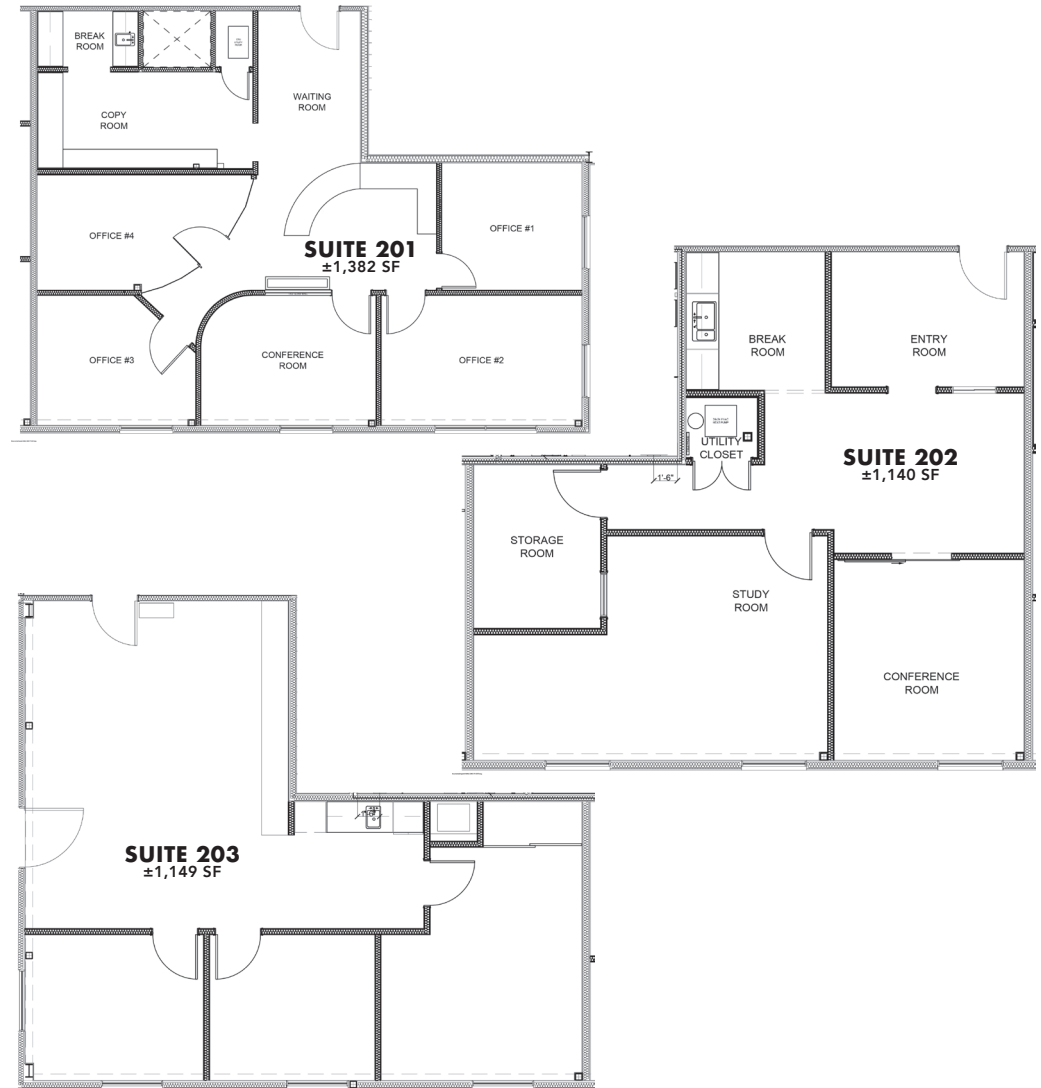 BREAK
ROOM
COPY
ROOM
WAITING
ROOM
OFFICE #4
OFFICE #1
SUITE 201
±1,382 SF
OFFICE #3
CONFERENCE
ROOM
OFFICE #2
BREAK
ROOM
ENTRY
ROOM
UTILITY
CLOSET
SUITE 202
±1,140 SF
1'-6"
STORAGE
ROOM
STUDY
ROOM
CONFERENCE
ROOM
SUITE 203
±1,149 SF